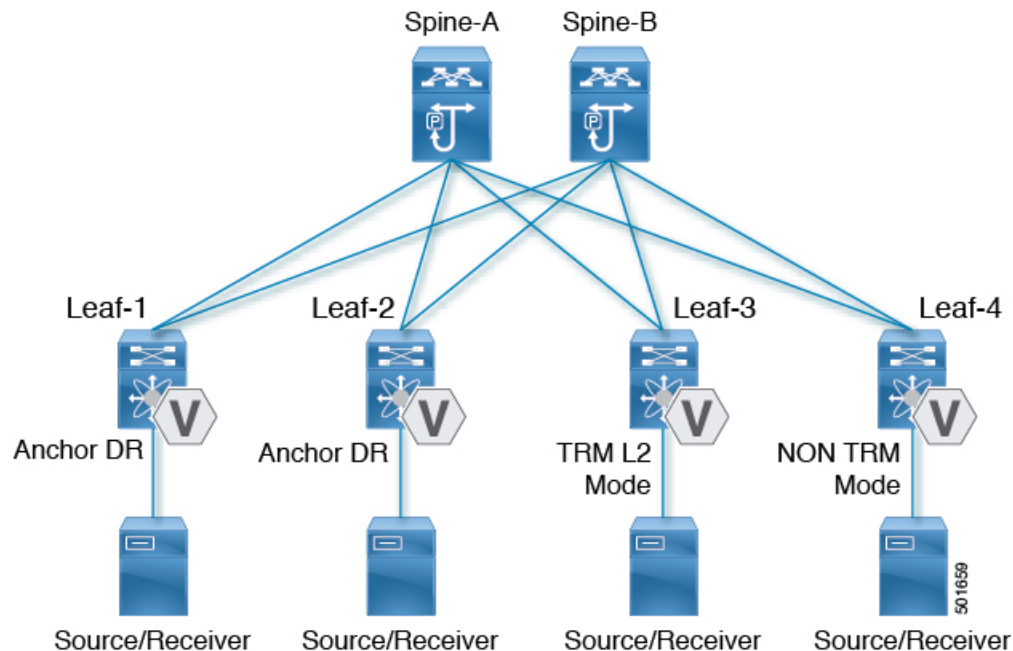 Spine-A
Spine-B
P
P
Leaf-1
Leaf-2
Leaf-3
Leaf-4
V
V
V
V
Anchor DR
Anchor DR
TRM L2
Mode
NON TRM
Mode
501659
Source/Receiver
Source/Receiver
Source/Receiver
Source/Receiver